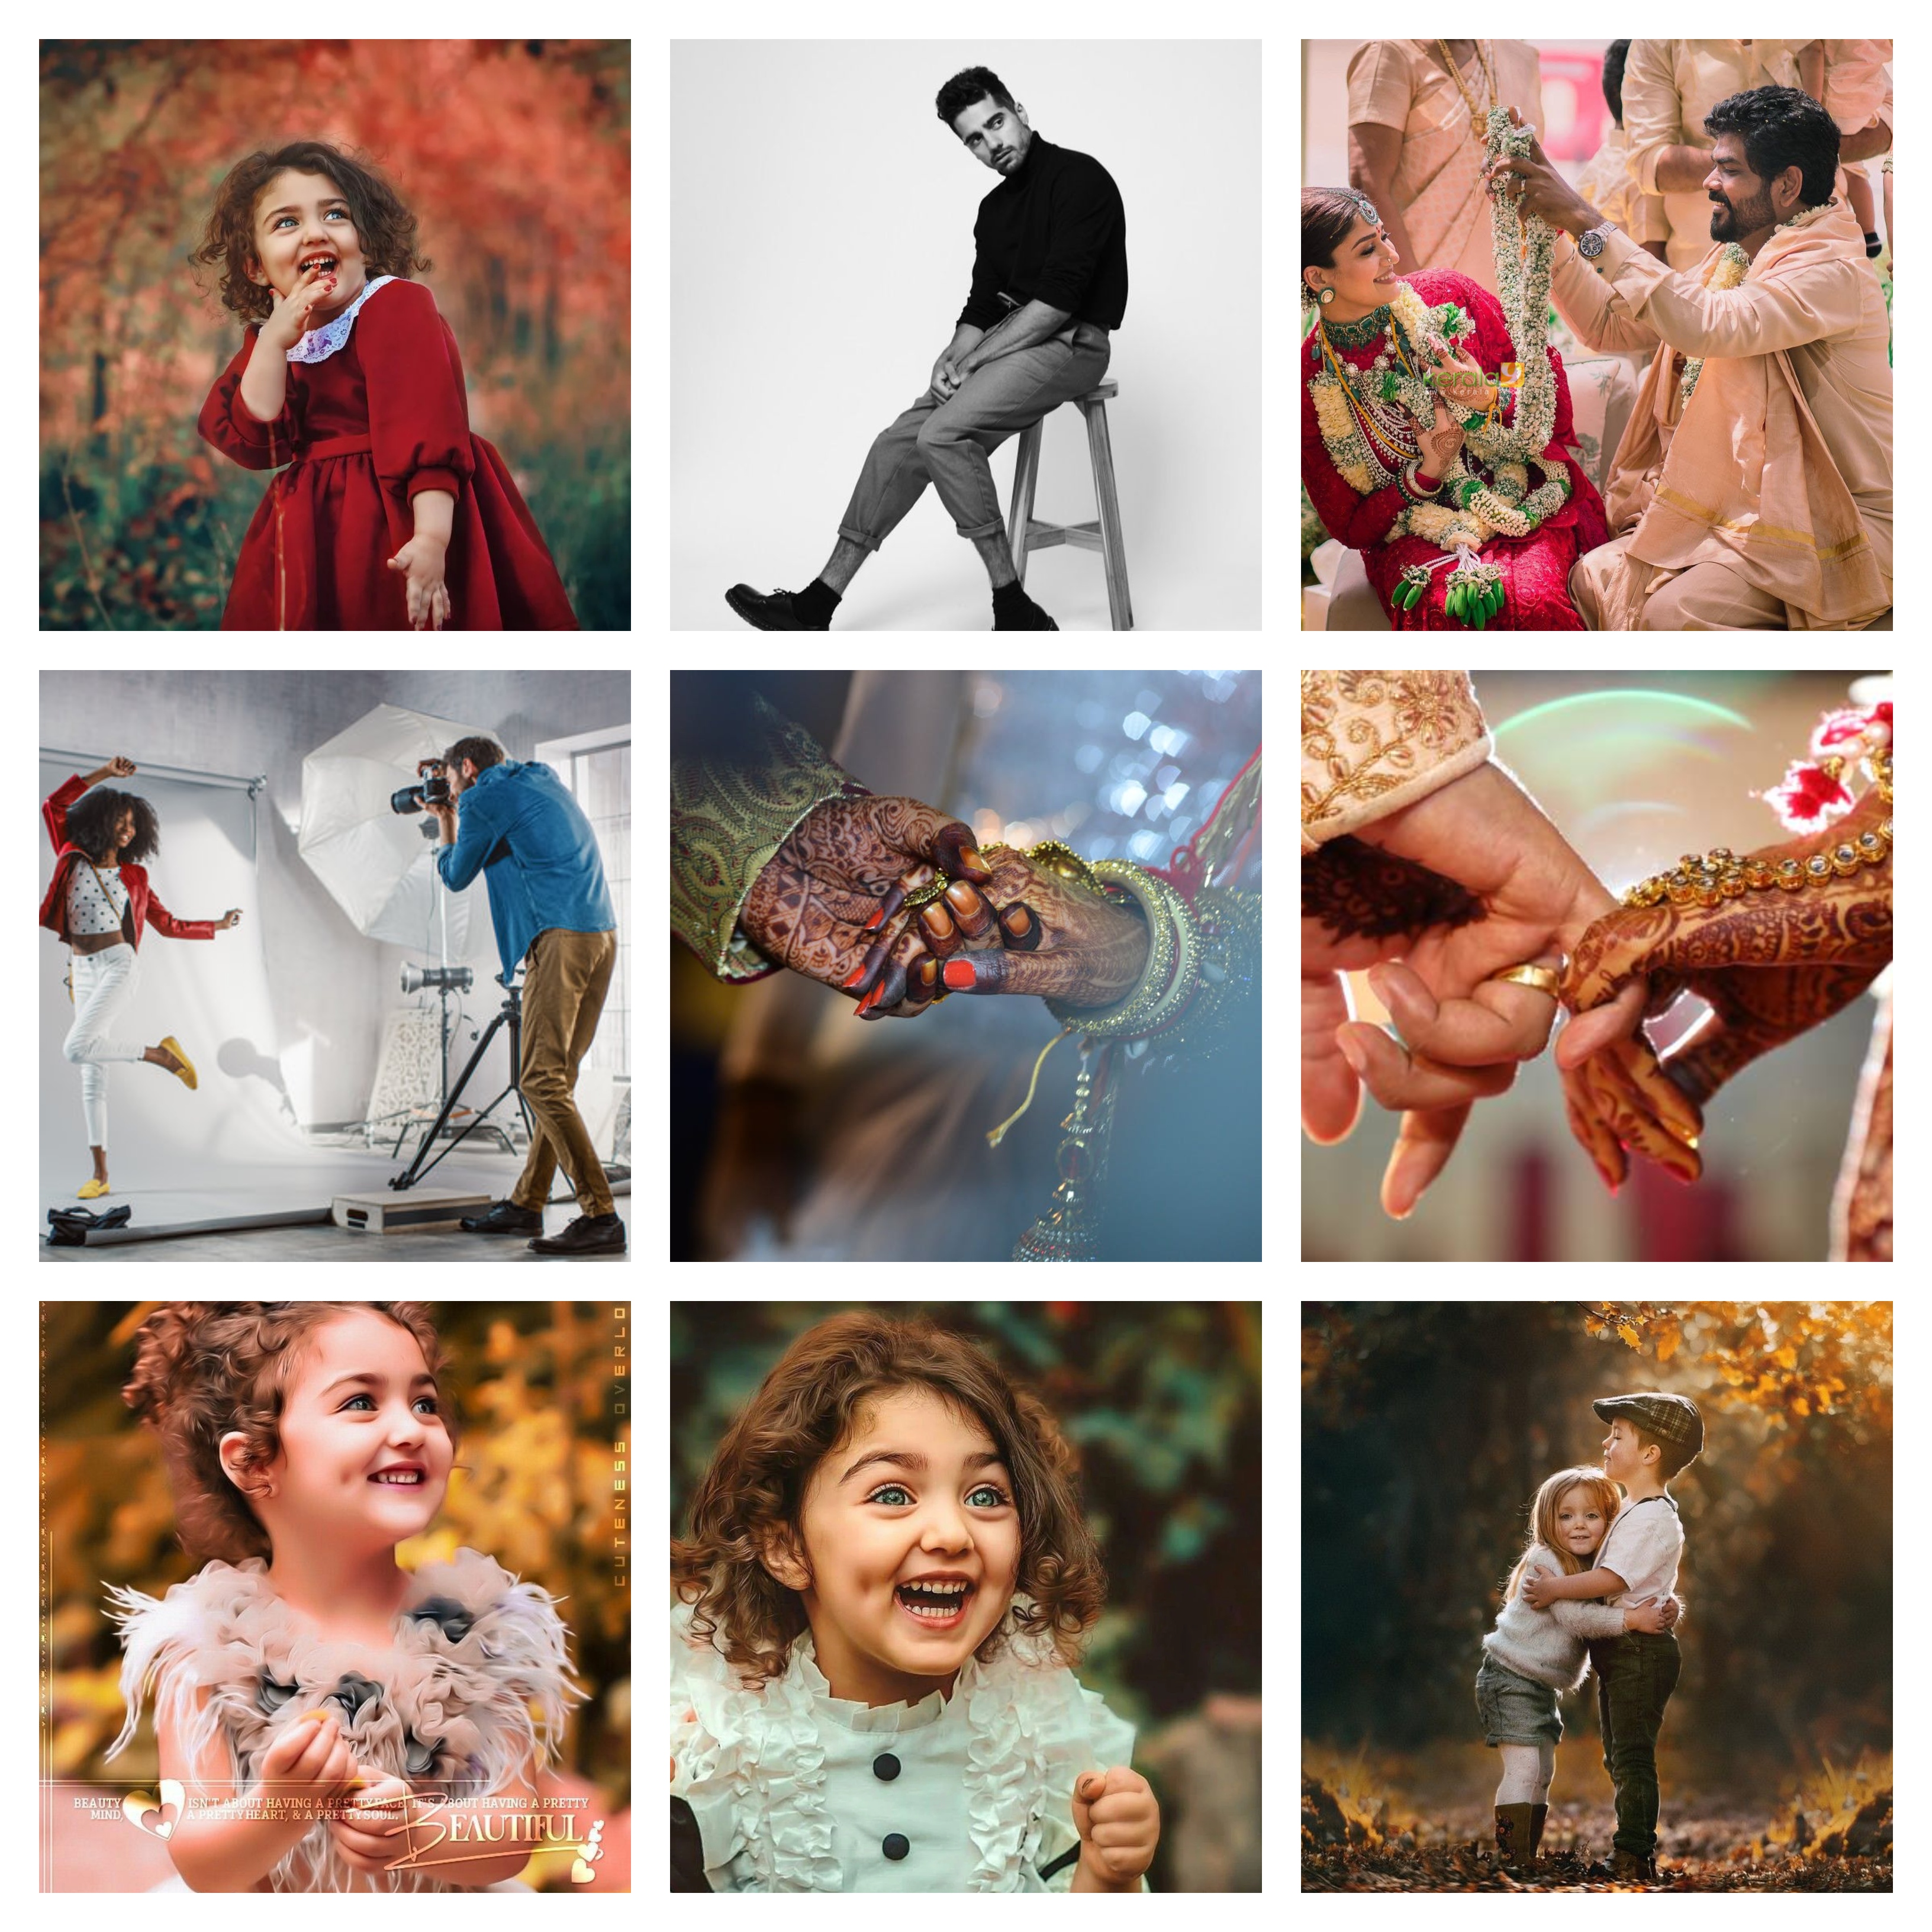 kerala9
CUTENESS OVERLO
BEAUTY ISN'T ABOUT HAVING A PRETTY FACE IT'S ABOUT HAVING A PRETTY
MIND, A PRETTY HEART, & A PRETTY SOUL.
BEAUTIFUL